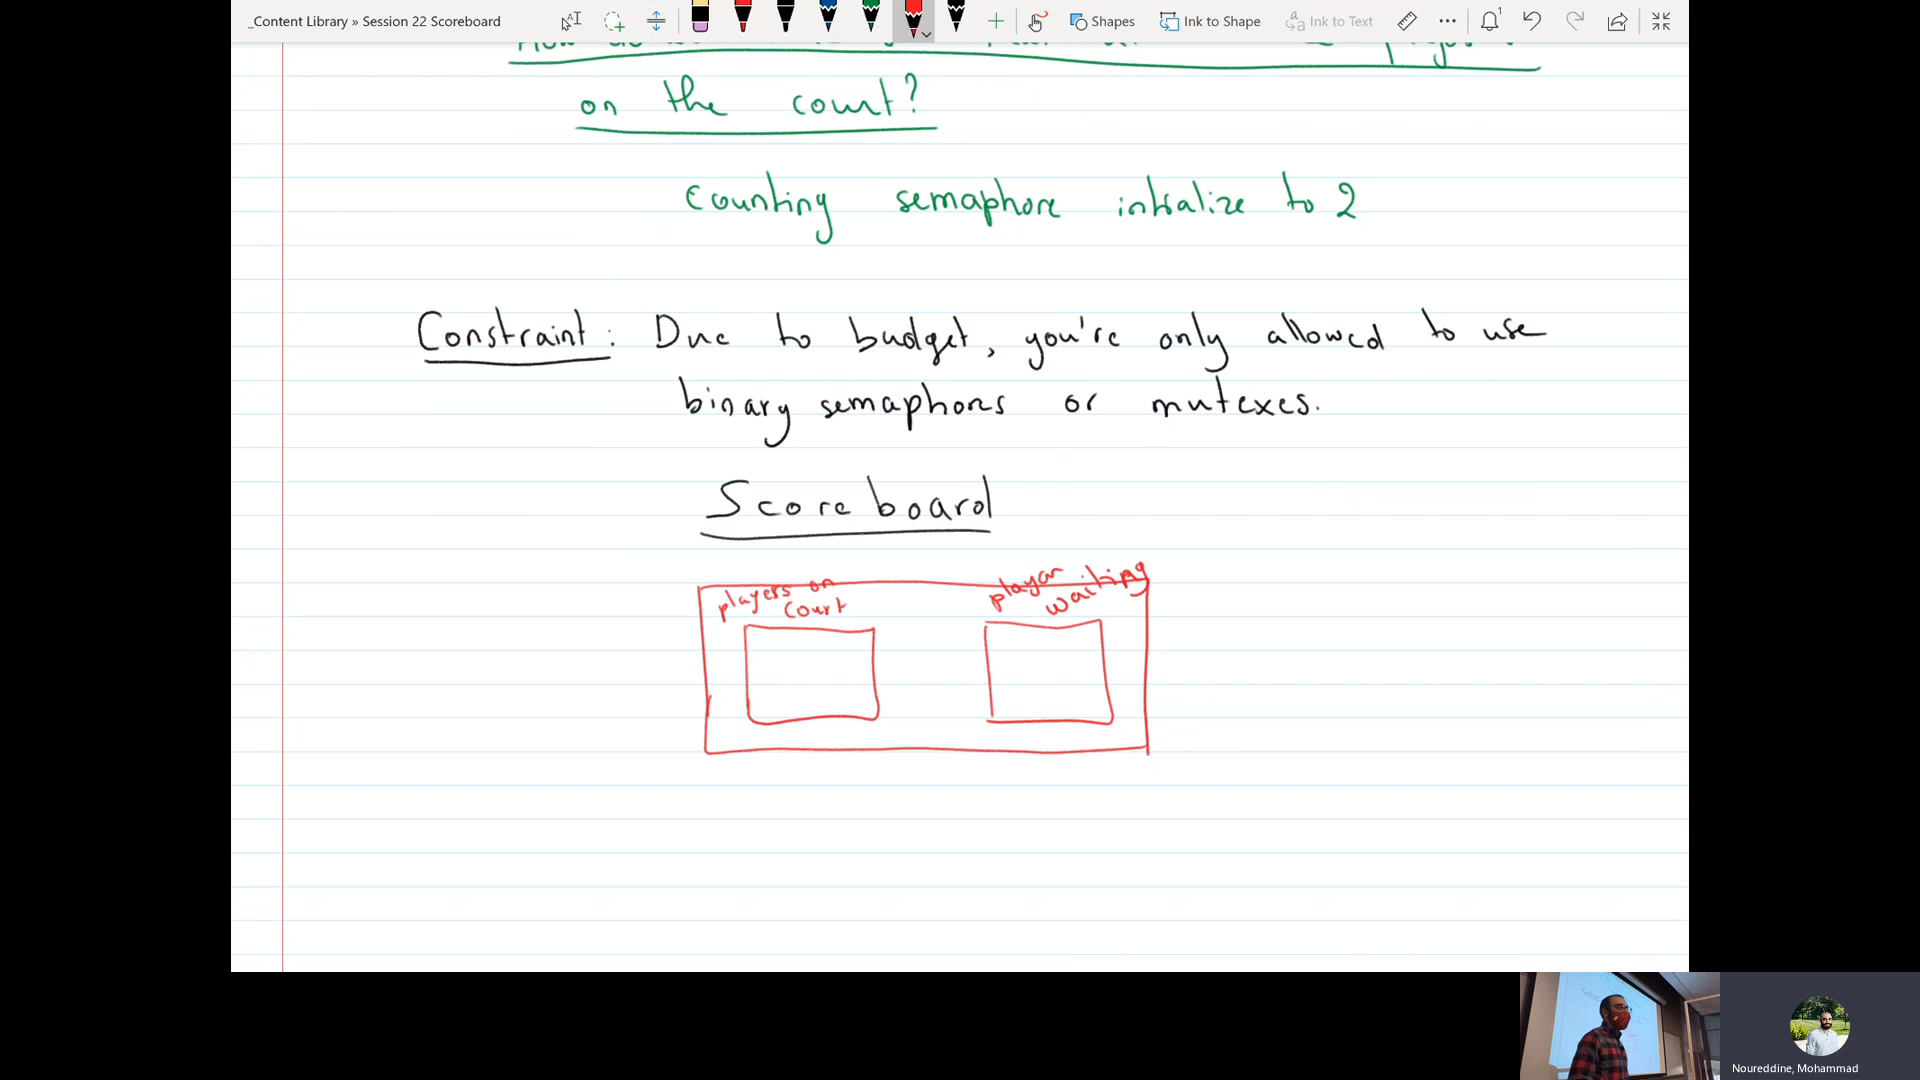 _Content Library » Session 22 Scoreboard
Shapes
Ink to Shape
Ink to Text
on the court?
Counting semaphore initialize to 2
Constraint: Due to budget, you're only allowed to use
binary semaphores or mutexes.
Scoreboard
players on
court
player
waiting
Noureddine, Mohammad